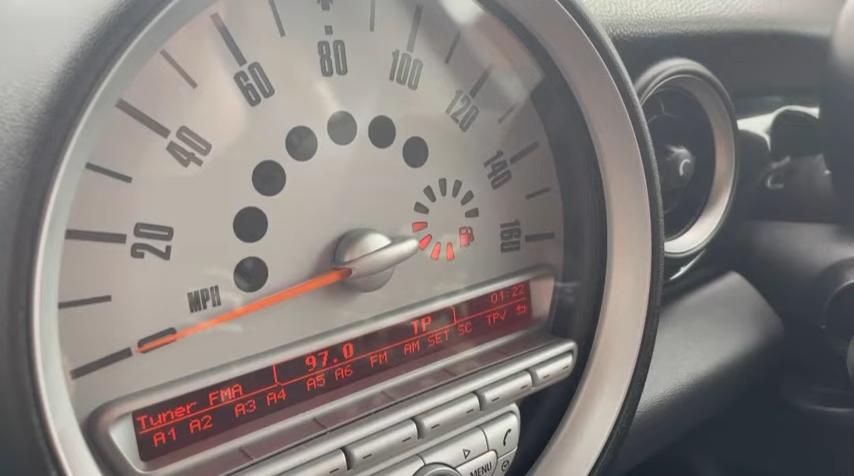 20
40
60
80
100
120
140
160
MPH
01:22
Tuner FMA 97.0 TP
A1 A2 A3 A4 A5 A6 FM AM SET SC TPV
MENU